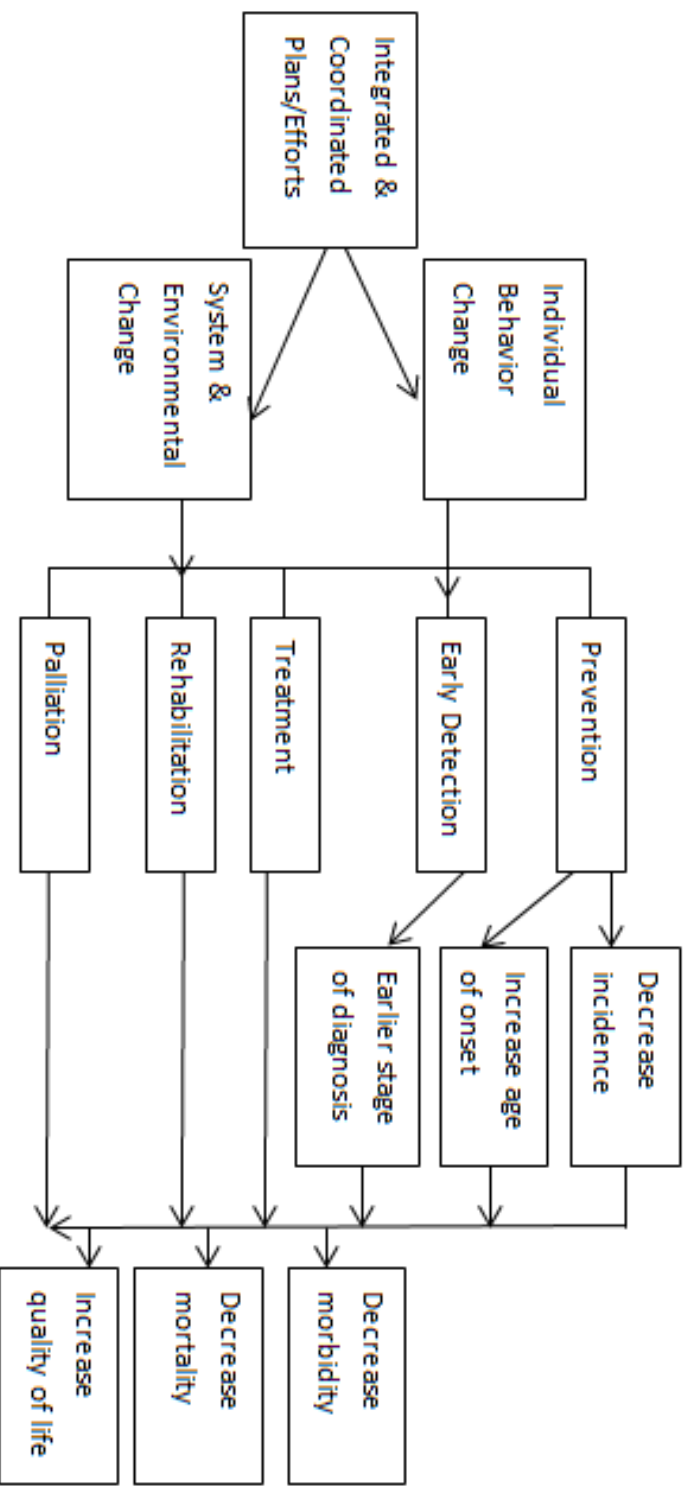 Integrated &
Coordinated
Plans/Efforts
Individual
Behavior
Change
System &
Environmental
Change
Prevention
Early Detection
Treatment
Rehabilitation
Palliation
Decrease
incidence
Increase age
of onset
Earlier stage
of diagnosis
Decrease
morbidity
Decrease
mortality
Increase
quality of life